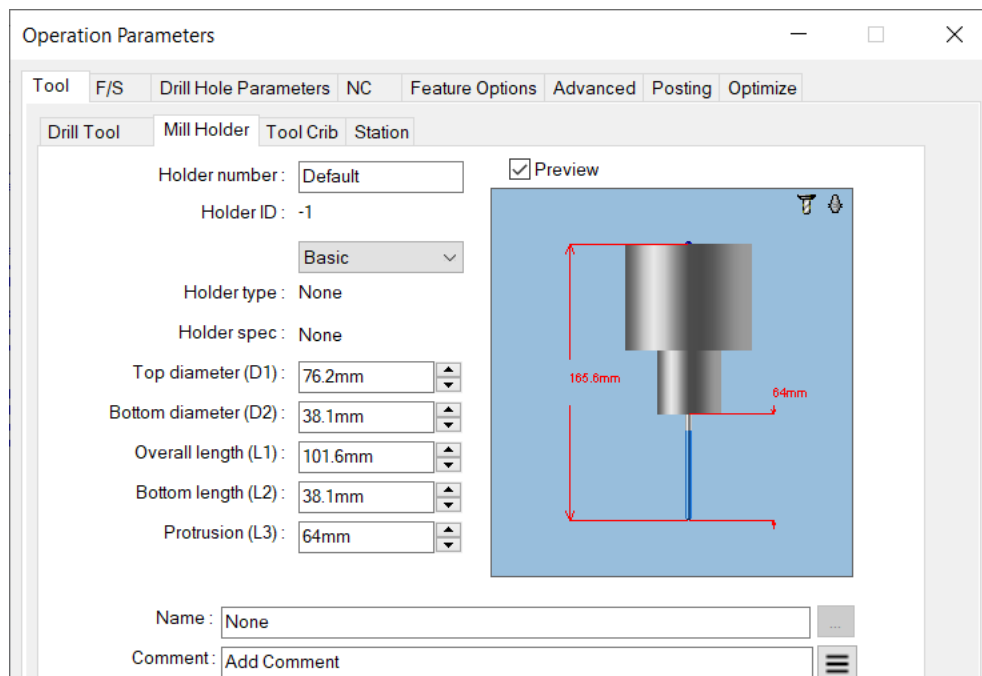 Operation Parameters
Tool F/S Drill Hole Parameters NC Feature Options Advanced Posting Optimize
Drill Tool Mill Holder Tool Crib Station
Holder number : Default
Preview
Holder ID : -1
Basic
Holder type : None
Holder spec : None
Top diameter (D1) : 76.2mm
Bottom diameter (D2) : 38.1mm
Overall length (L1) : 101.6mm
Bottom length (L2) : 38.1mm
Protrusion (L3) : 64mm
165.6mm
64mm
Name : None ...
Comment : Add Comment